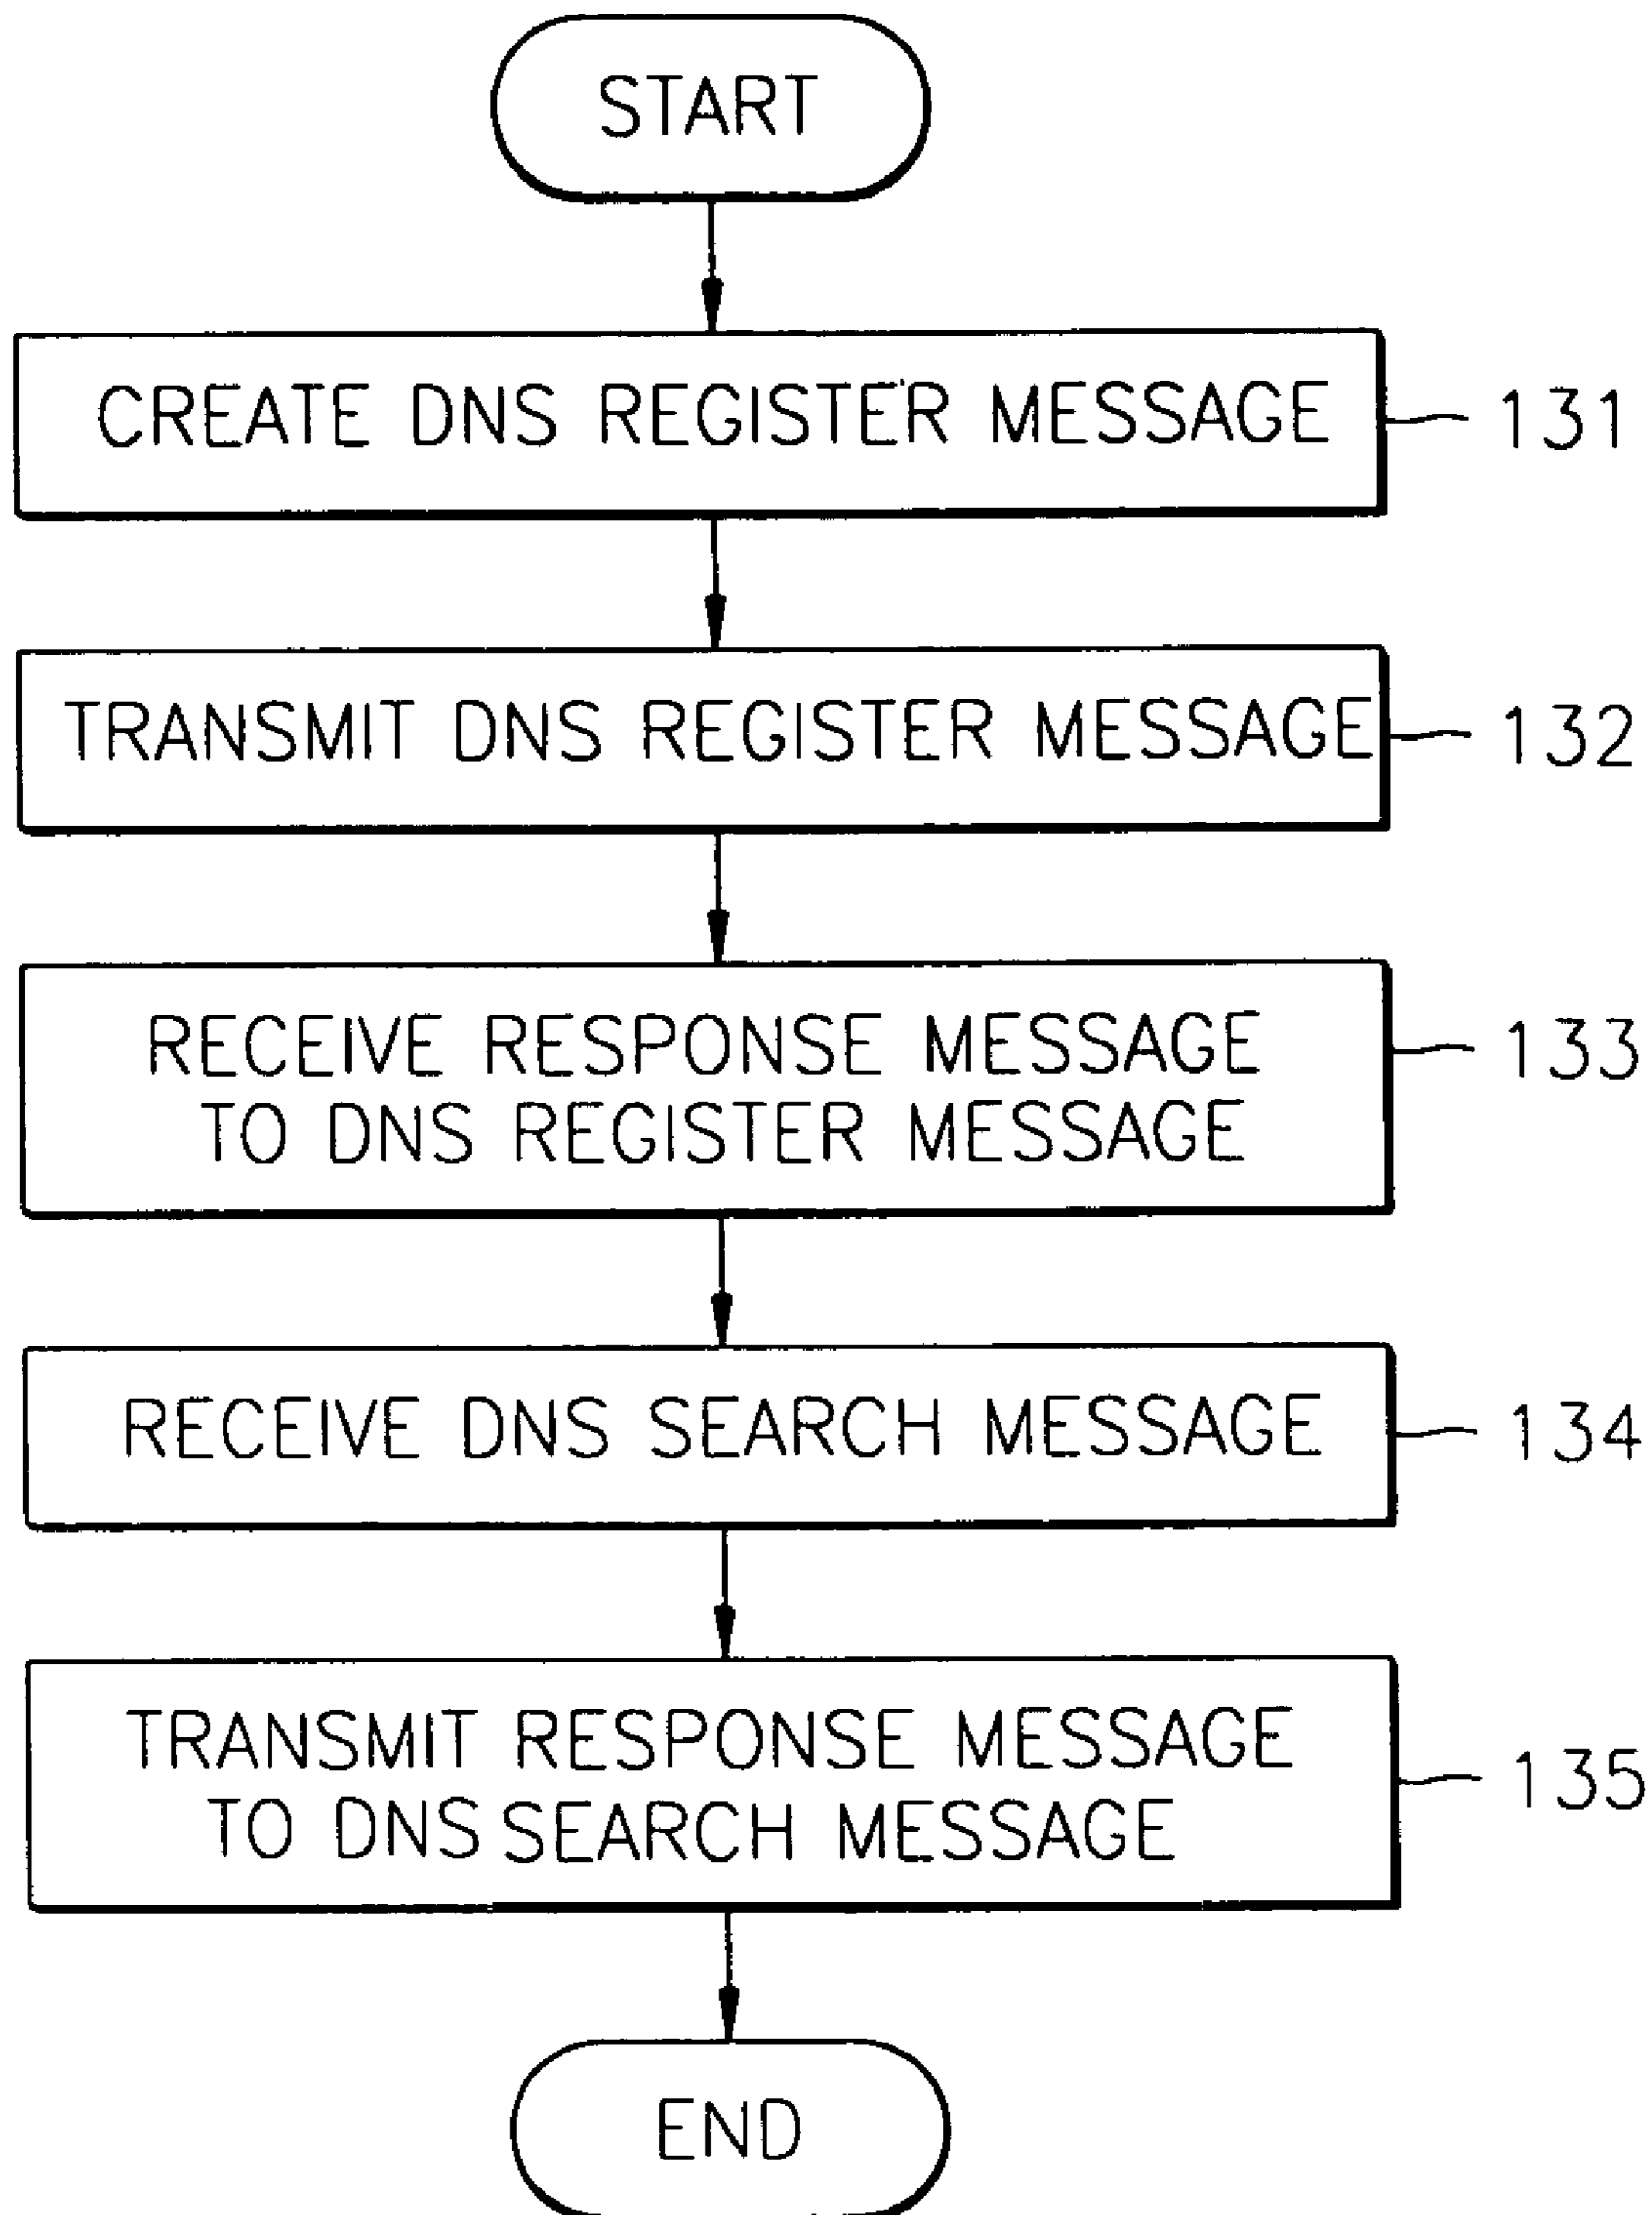 START
CREATE DNS REGISTER MESSAGE
131
TRANSMIT DNS REGISTER MESSAGE
132
RECEIVE RESPONSE MESSAGE
TO DNS REGISTER MESSAGE
133
RECEIVE DNS SEARCH MESSAGE
134
TRANSMIT RESPONSE MESSAGE
TO DNS SEARCH MESSAGE
135
END